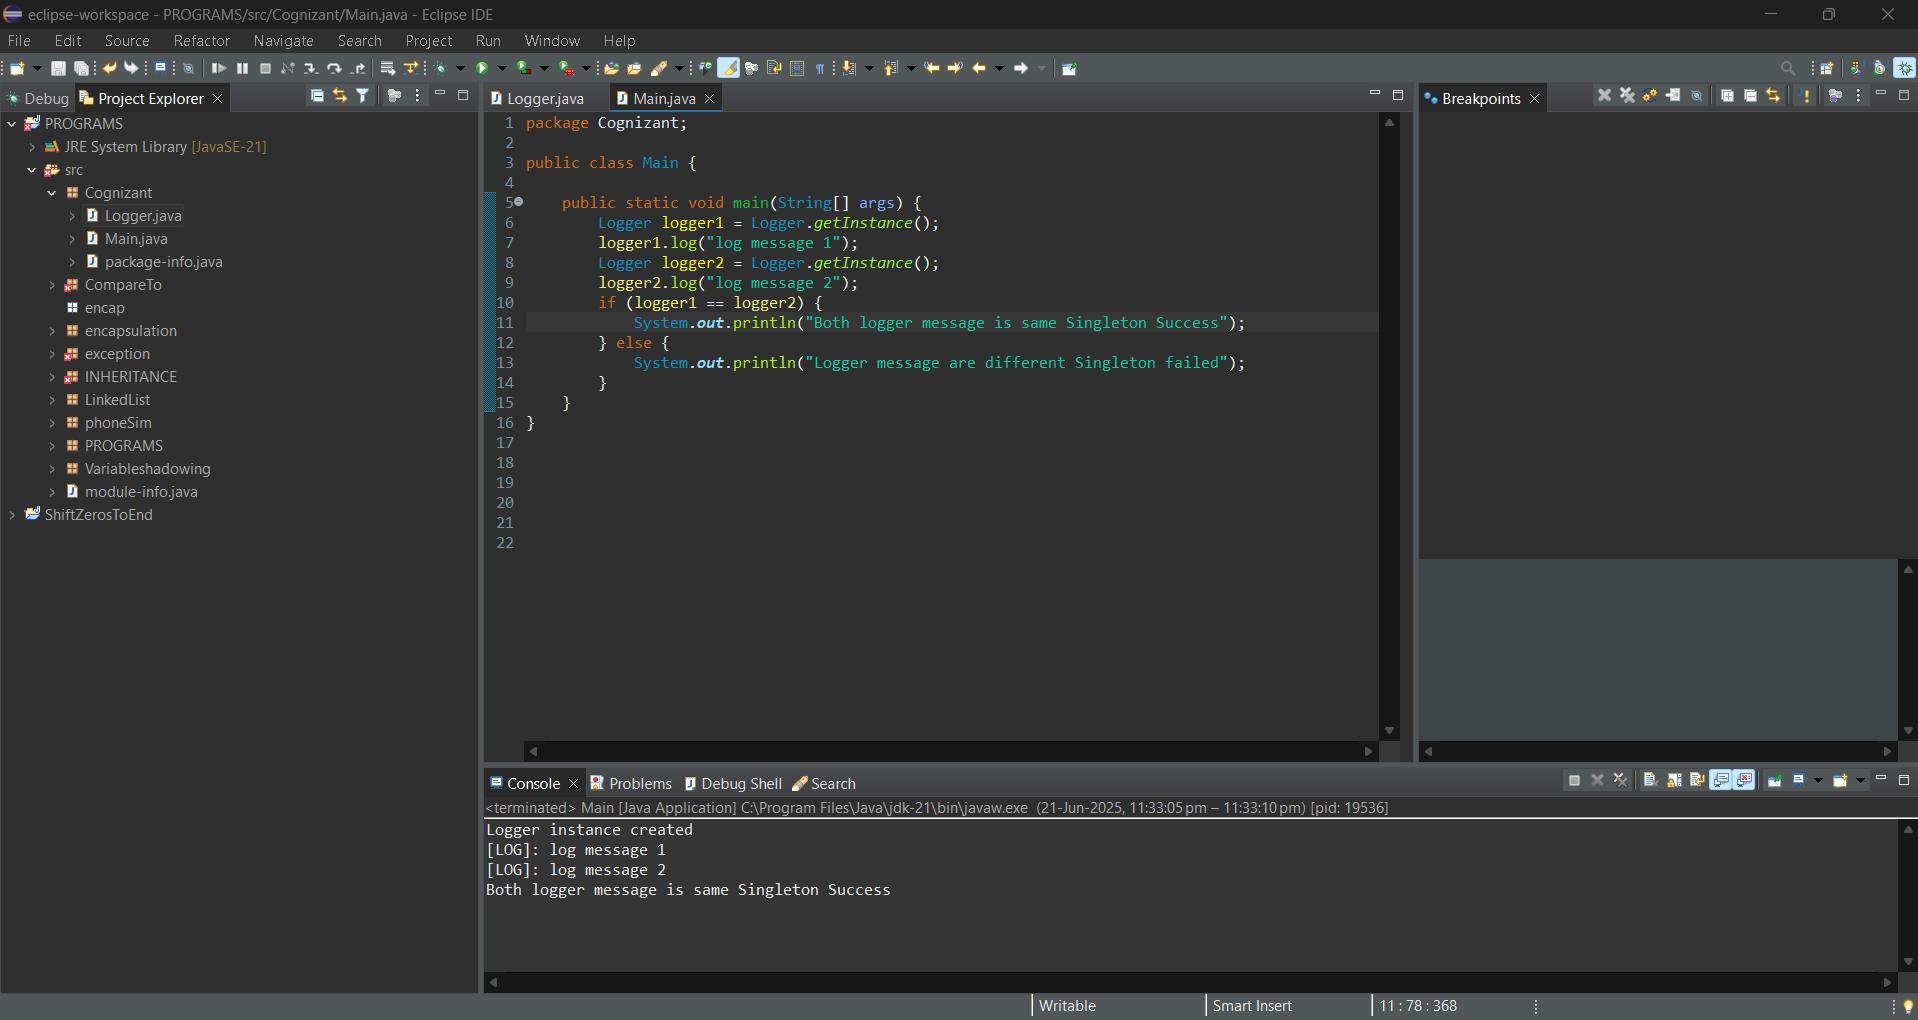 eclipse-workspace - PROGRAMS/src/Cognizant/Main.java - Eclipse IDE
File Edit Source Refactor Navigate Search Project Run Window Help
Debug Project Explorer
PROGRAMS
JRE System Library [JavaSE-21]
src
Cognizant
Logger.java
Main.java
package-info.java
CompareTo
encap
encapsulation
exception
INHERITANCE
LinkedList
phoneSim
PROGRAMS
Variableshadowing
module-info.java
ShiftZerosToEnd
Logger.java Main.java
1 package Cognizant;
2
3 public class Main {
4
5 public static void main(String[] args) {
6 Logger logger1 = Logger.getInstance();
7 logger1.log("log message 1");
8 Logger logger2 = Logger.getInstance();
9 logger2.log("log message 2");
10 if (logger1 == logger2) {
11 System.out.println("Both logger message is same Singleton Success");
12 } else {
13 System.out.println("Logger message are different Singleton failed");
14 }
15 }
16 }
17
18
19
20
21
22
Breakpoints
Console Problems Debug Shell Search
<terminated> Main [Java Application] C:\Program Files\Java\jdk-21\bin\javaw.exe (21-Jun-2025, 11:33:05 pm – 11:33:10 pm) [pid: 19536]
Logger instance created
[LOG]: log message 1
[LOG]: log message 2
Both logger message is same Singleton Success
Writable Smart Insert 11 : 78 : 368